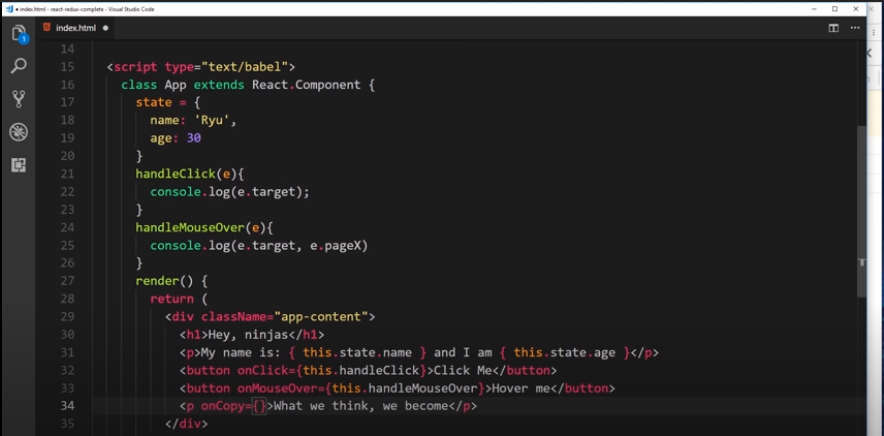 index.html - react-redux-complete - Visual Studio Code
index.html
1
14
15 <script type="text/babel">
16 class App extends React.Component {
17 state = {
18 name: 'Ryu',
19 age: 30
20 }
21 handleClick(e){
22 console.log(e.target);
23 }
24 handleMouseOver(e){
25 console.log(e.target, e.pageX)
26 }
27 render() {
28 return (
29 <div className="app-content">
30 <h1>Hey, ninjas</h1>
31 <p>My name is: { this.state.name } and I am { this.state.age }</p>
32 <button onClick={this.handleClick}>Click Me</button>
33 <button onMouseOver={this.handleMouseOver}>Hover me</button>
34 <p onCopy={}>What we think, we become</p>
35 </div>